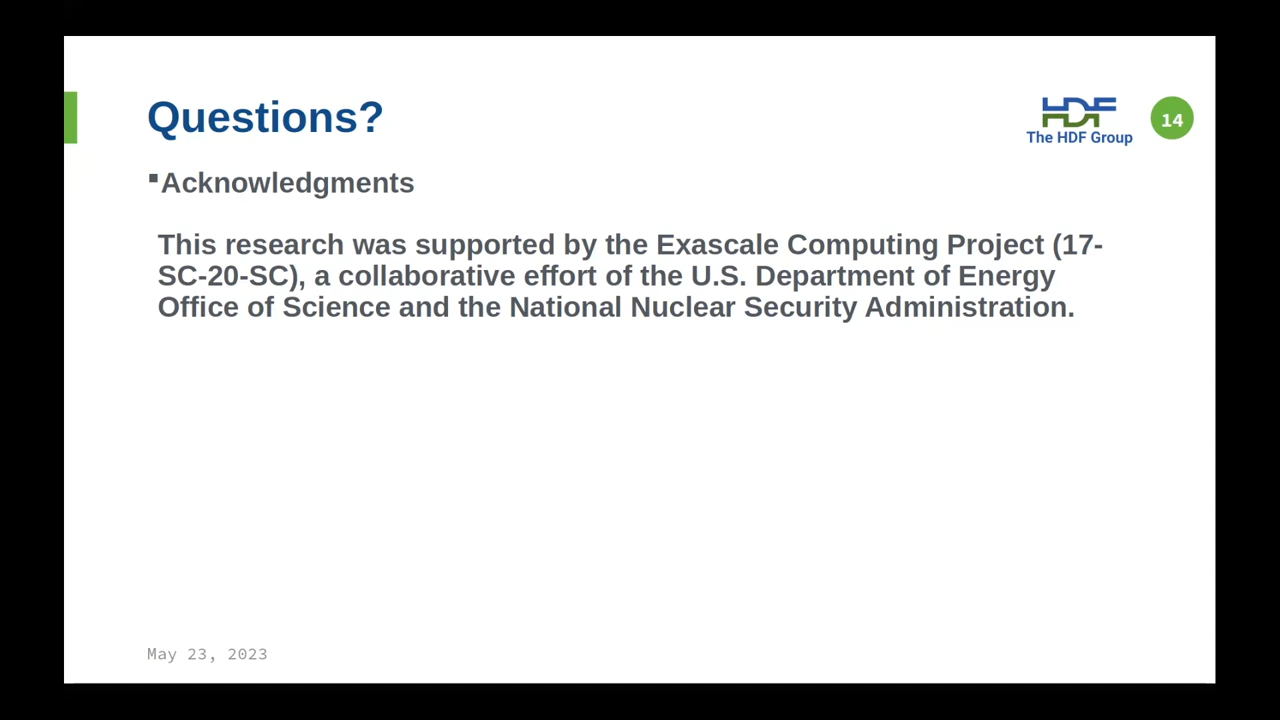 Questions?
HDF
The HDF Group
14
▪Acknowledgments
This research was supported by the Exascale Computing Project (17-
SC-20-SC), a collaborative effort of the U.S. Department of Energy
Office of Science and the National Nuclear Security Administration.
May 23, 2023